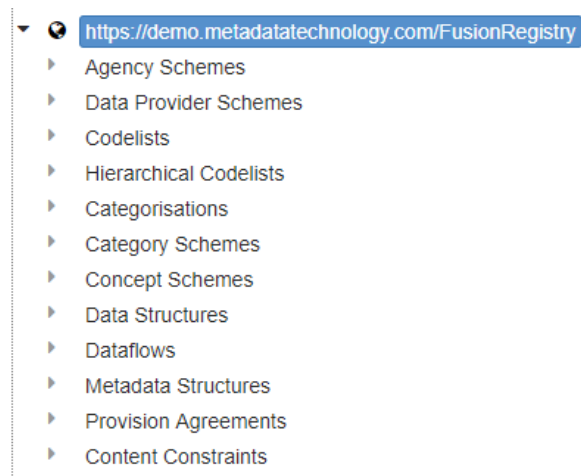 https://demo.metadatatechnology.com/FusionRegistry
Agency Schemes
Data Provider Schemes
Codelists
Hierarchical Codelists
Categorisations
Category Schemes
Concept Schemes
Data Structures
Dataflows
Metadata Structures
Provision Agreements
Content Constraints